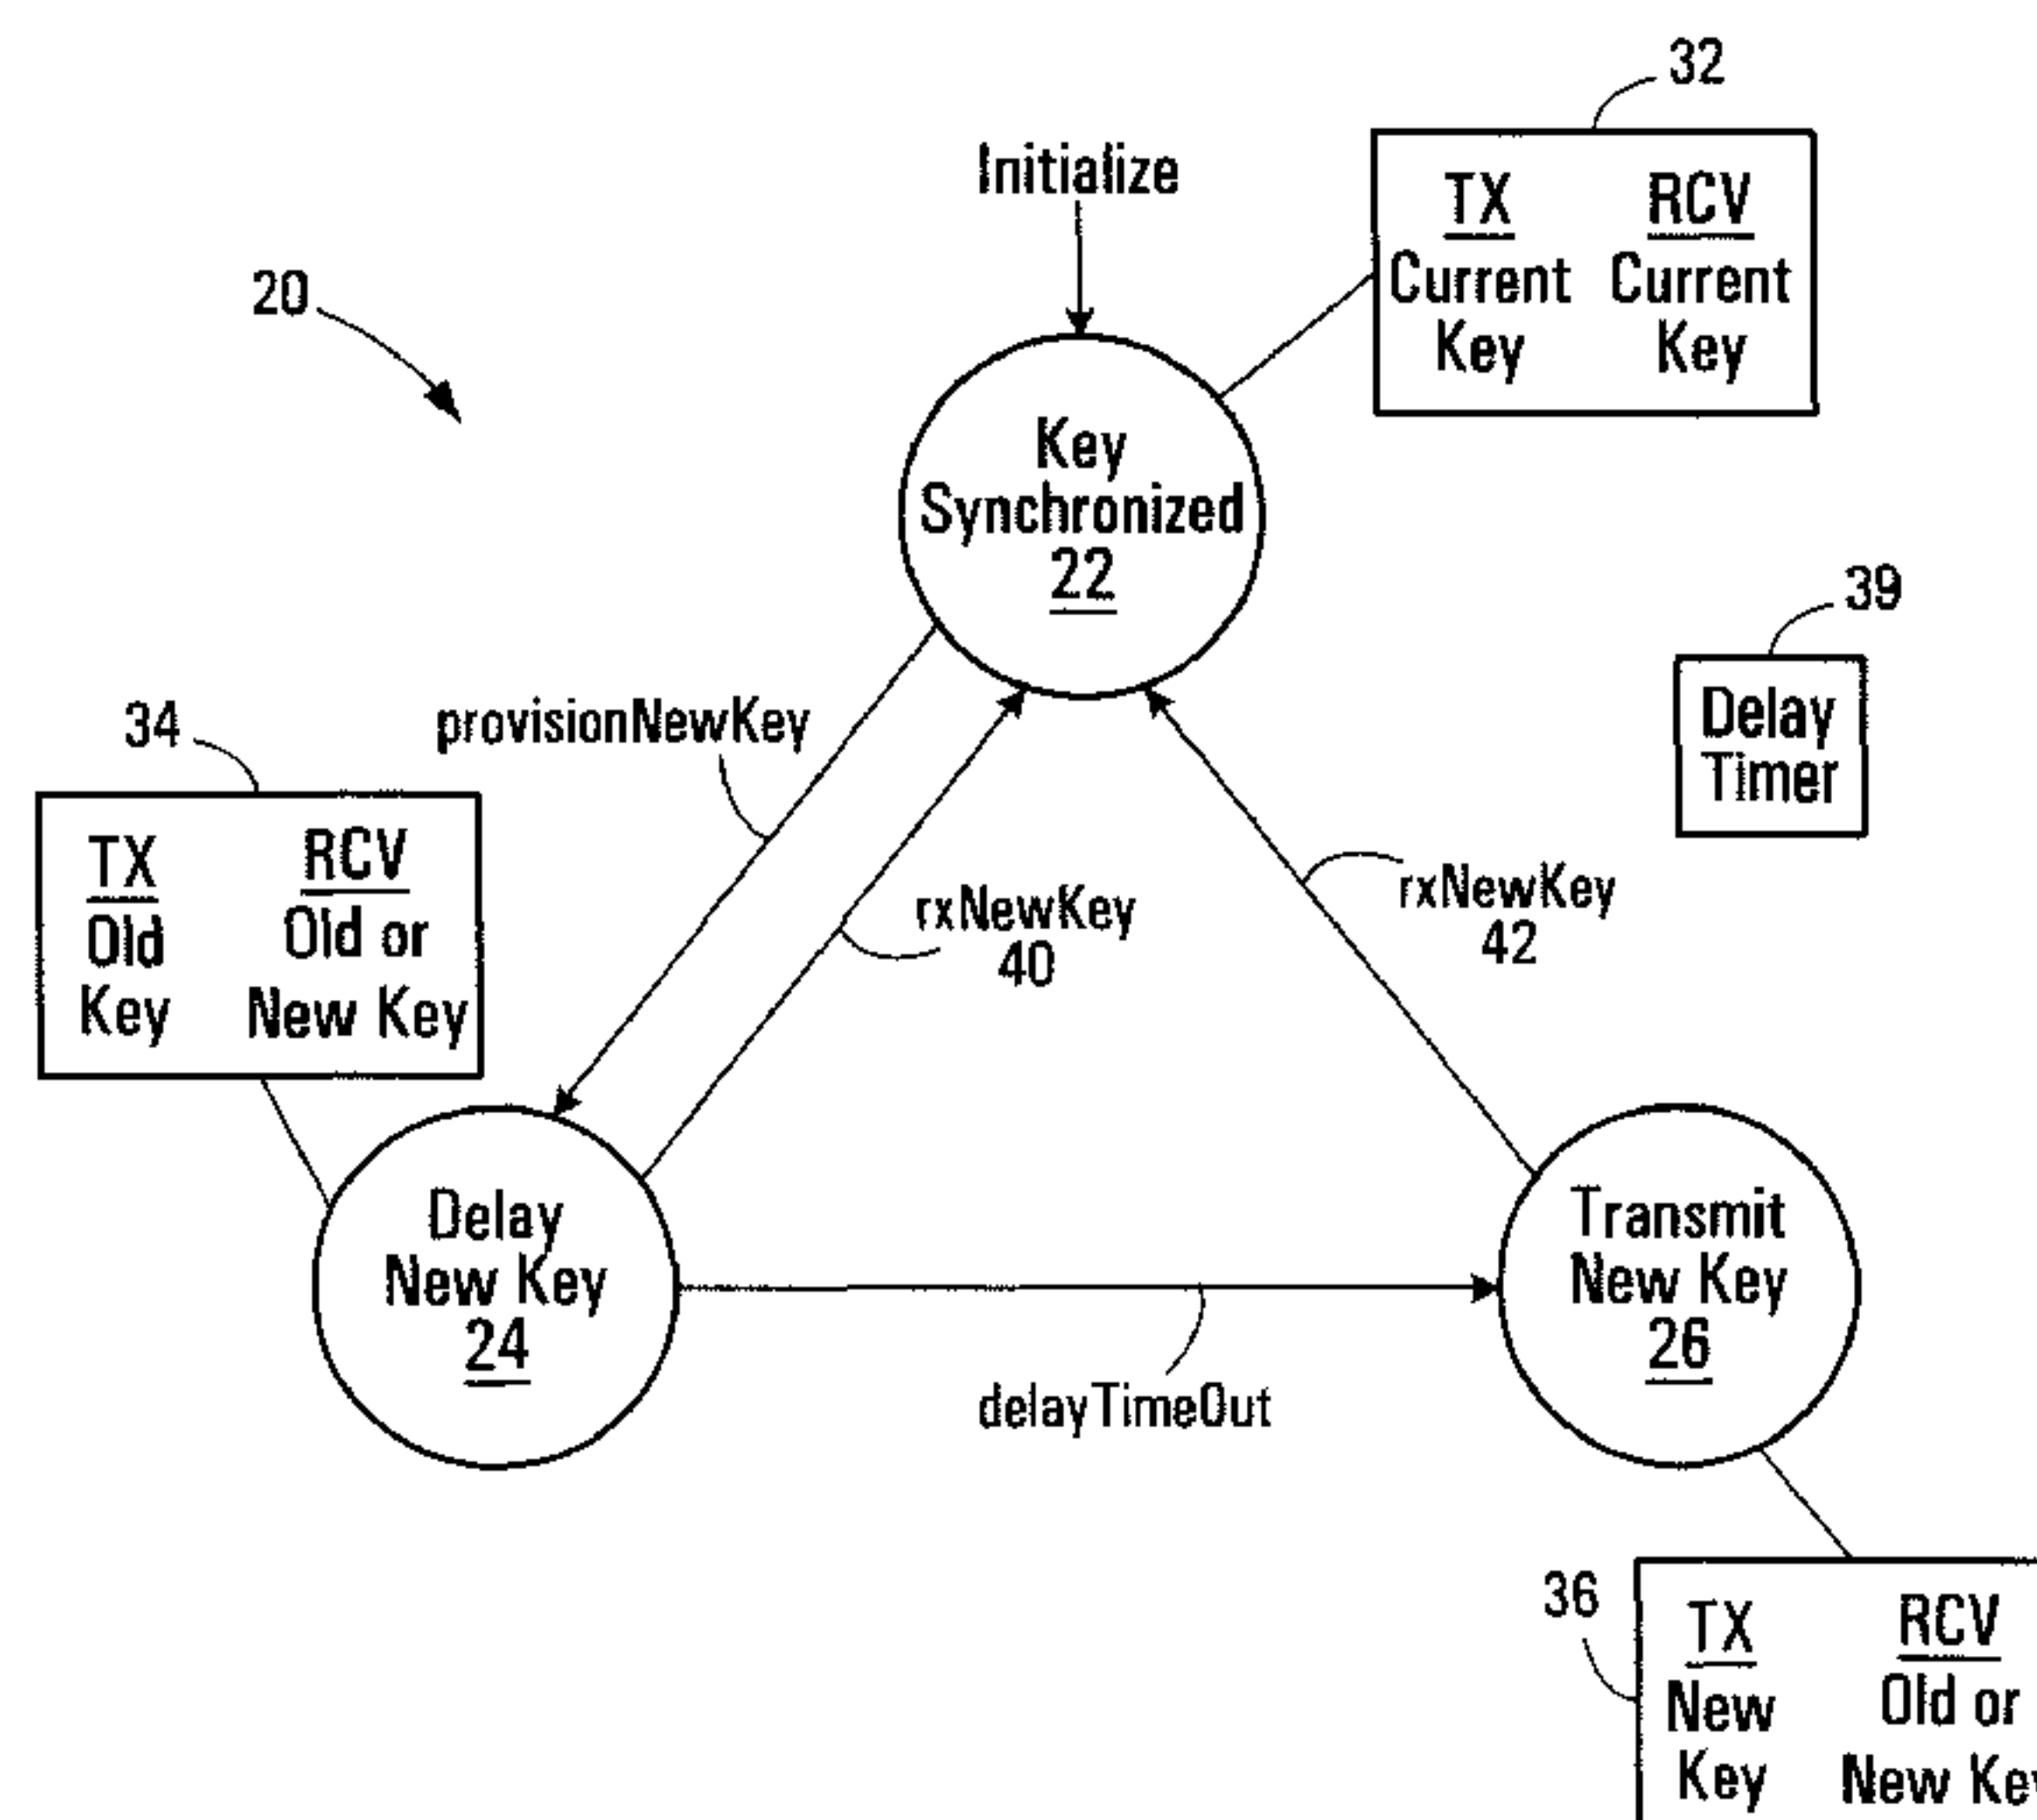 32
Initialize
TX RCV
Current Current
Key Key
20
Key
Synchronized
22
39
Delay
Timer
34
provisionNewKey
TX RCV
Old Old or
Key New Key
rxNewKey
40
rxNewKey
42
Delay
New Key
24
Transmit
New Key
26
delayTimeOut
36
TX RCV
New Old or
Key New Key